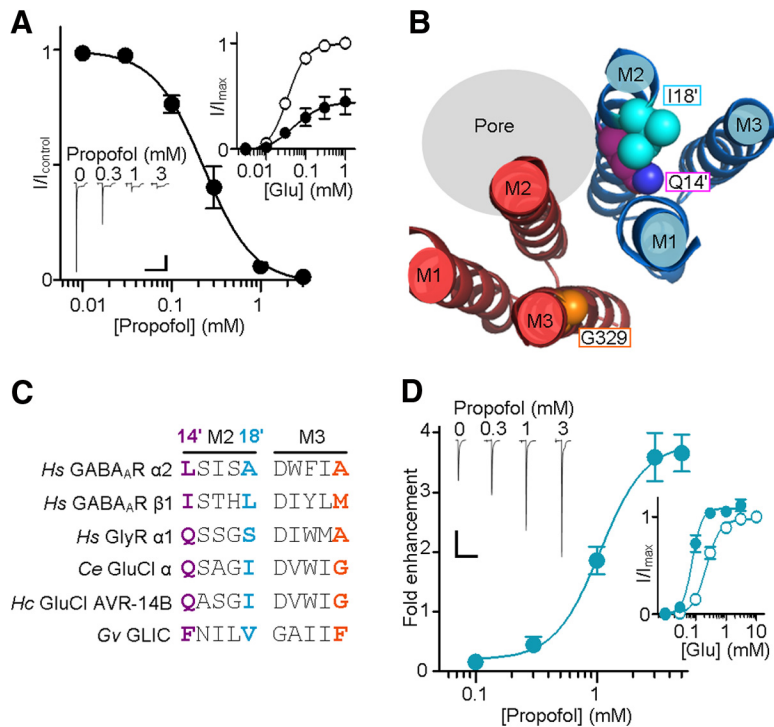 A
1
0
I/Icontrol
Propofol (mM)
0 0.3 1 3
0.01 0.1 1
[Propofol] (mM)
1
0
I/Imax
0.01 0.1 1
[Glu] (mM)
B
Pore
M2
I18'
M3
Q14'
M2
M1
M1
M3
G329
C
14' M2 18' M3
Hs GABAAR α2 LSISA DWFIA
Hs GABAAR β1 ISTHL DIYLM
Hs GlyR α1 QSSGS DIWMA
Ce GluCl α QSAGI DVWIG
Hc GluCl AVR-14B QASGI DVWIG
Gv GLIC FNILV GAIIF
D
Propofol (mM)
0 0.3 1 3
4
3
2
1
0
Fold enhancement
0.1 1
[Propofol] (mM)
1
0
I/Imax
0.1 1 10
[Glu] (mM)